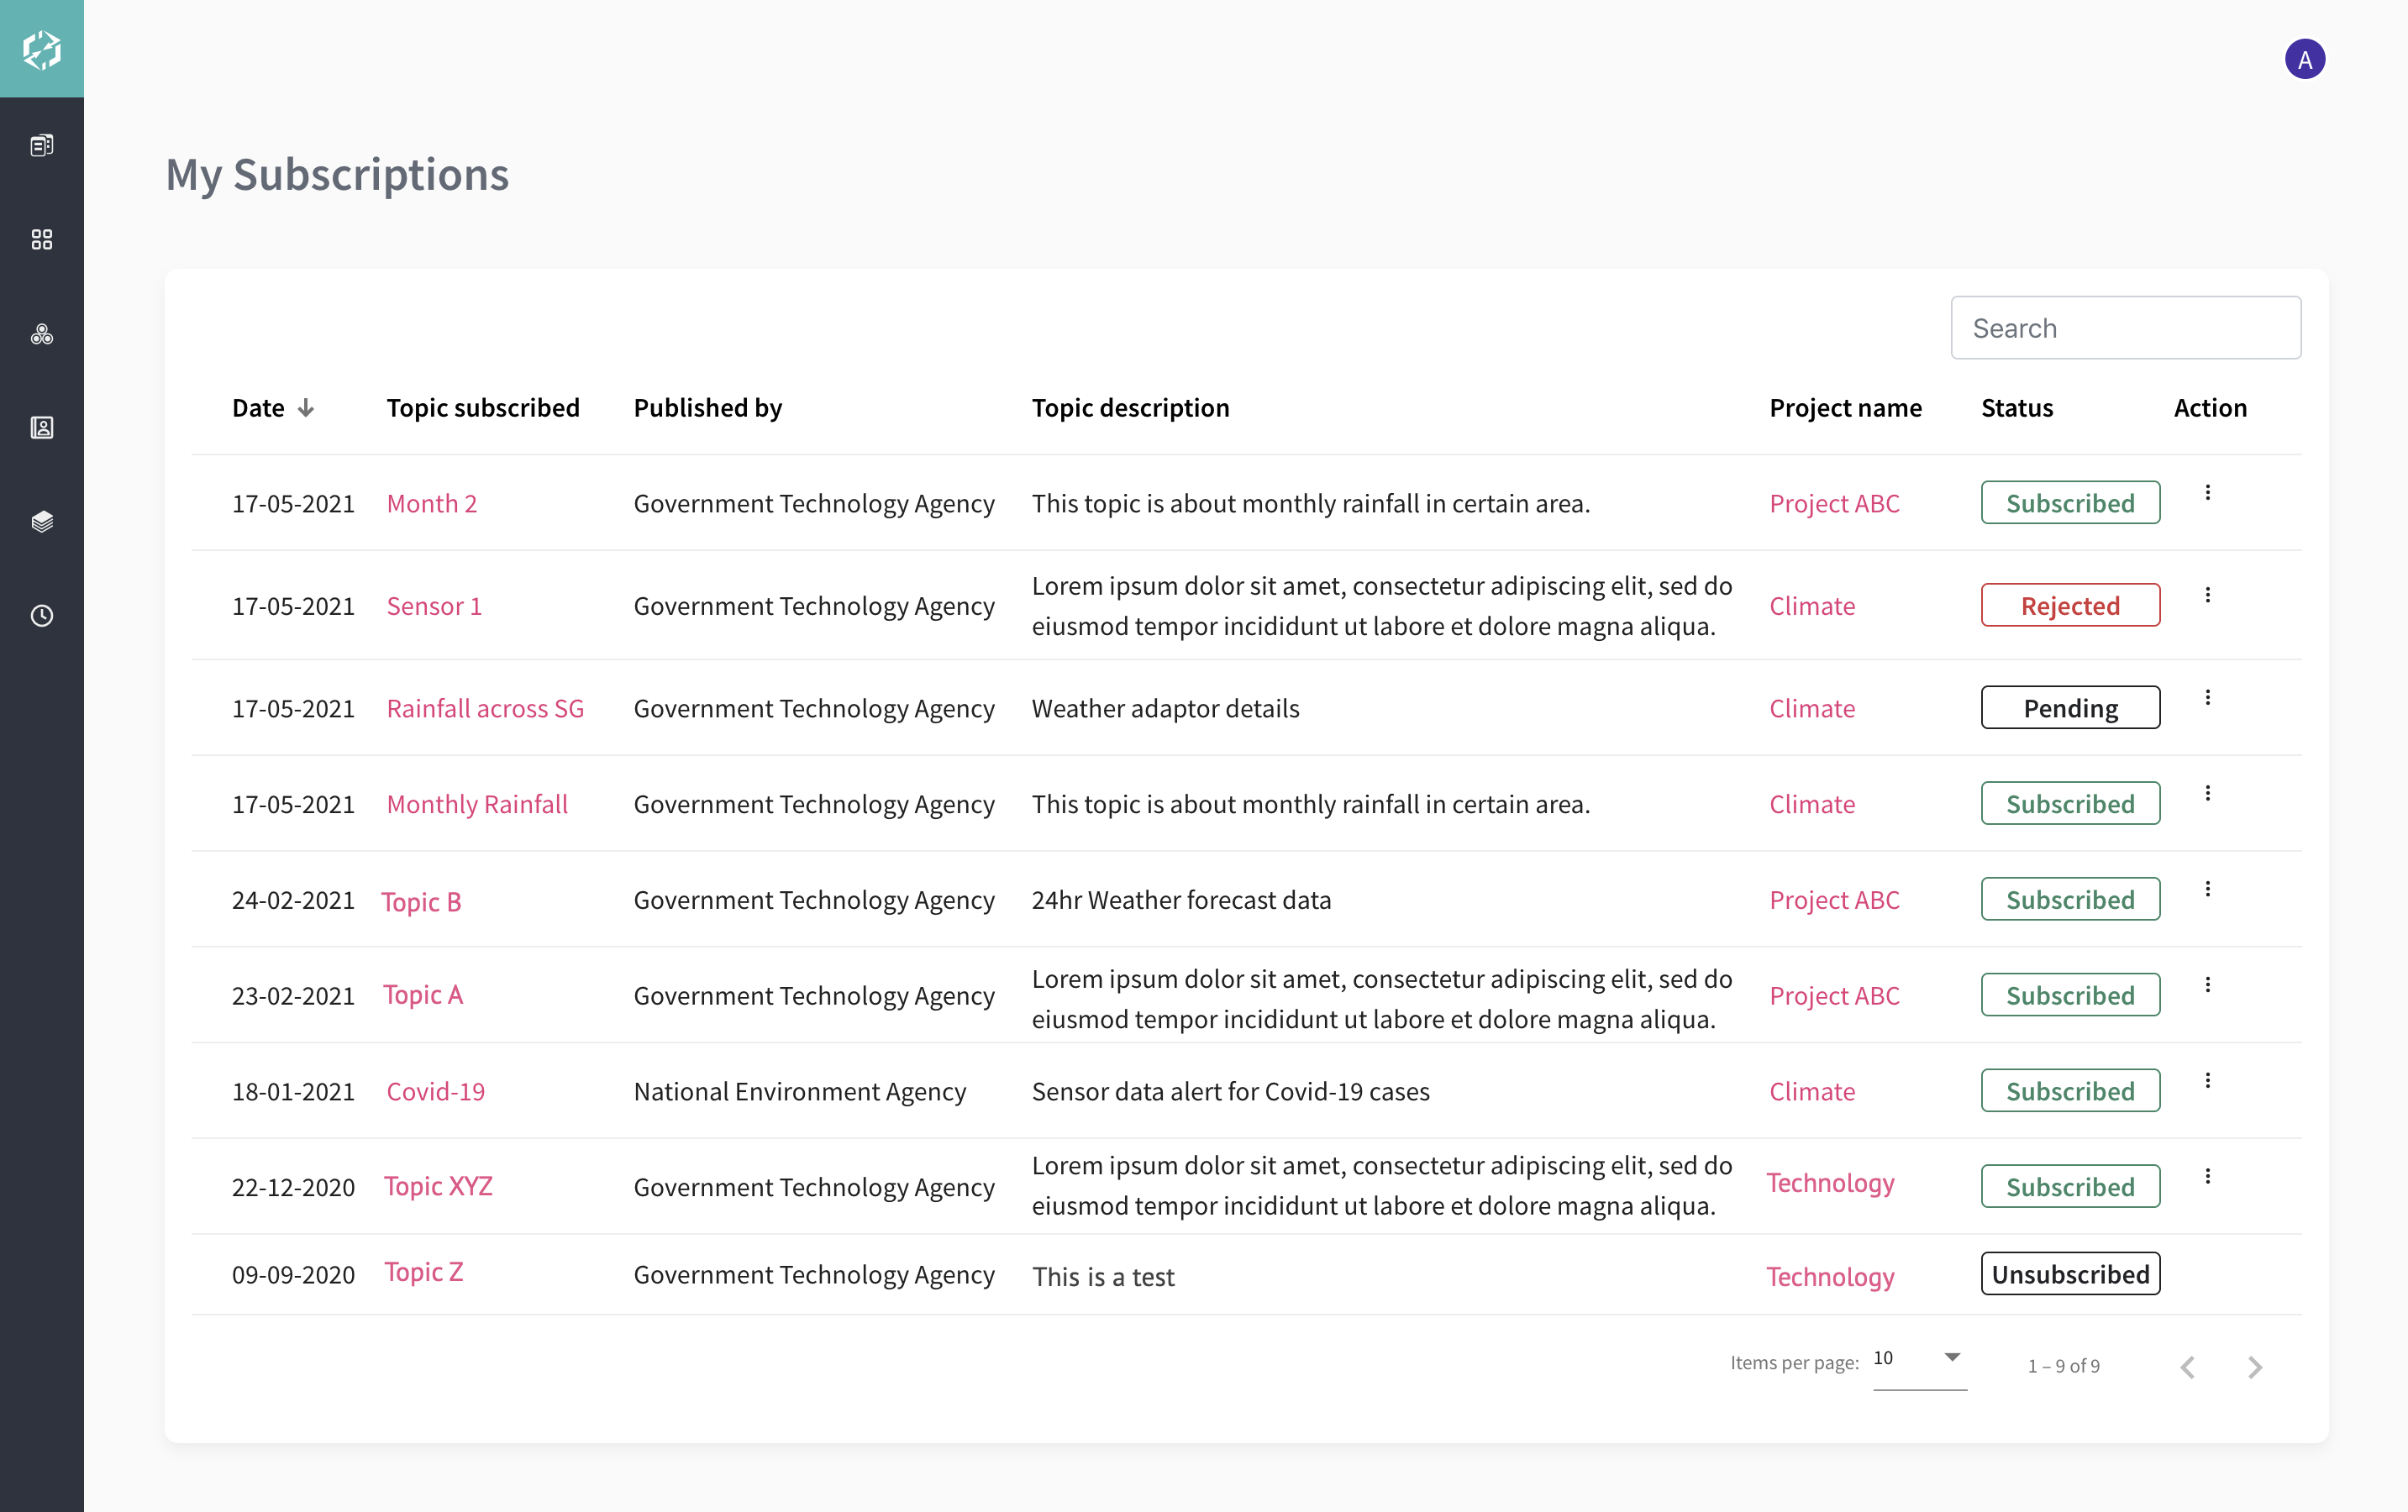 A
My Subscriptions
Search
Date Topic subscribed Published by Topic description Project name Status Action
17-05-2021 Month 2 Government Technology Agency This topic is about monthly rainfall in certain area. Project ABC Subscribed
17-05-2021 Sensor 1 Government Technology Agency Lorem ipsum dolor sit amet, consectetur adipiscing elit, sed do Climate Rejected
eiusmod tempor incididunt ut labore et dolore magna aliqua.
17-05-2021 Rainfall across SG Government Technology Agency Weather adaptor details Climate Pending
17-05-2021 Monthly Rainfall Government Technology Agency This topic is about monthly rainfall in certain area. Climate Subscribed
24-02-2021 Topic B Government Technology Agency 24hr Weather forecast data Project ABC Subscribed
23-02-2021 Topic A Government Technology Agency Lorem ipsum dolor sit amet, consectetur adipiscing elit, sed do Project ABC Subscribed
eiusmod tempor incididunt ut labore et dolore magna aliqua.
18-01-2021 Covid-19 National Environment Agency Sensor data alert for Covid-19 cases Climate Subscribed
22-12-2020 Topic XYZ Government Technology Agency Lorem ipsum dolor sit amet, consectetur adipiscing elit, sed do Technology Subscribed
eiusmod tempor incididunt ut labore et dolore magna aliqua.
09-09-2020 Topic Z Government Technology Agency This is a test Technology Unsubscribed
Items per page: 10 1 – 9 of 9